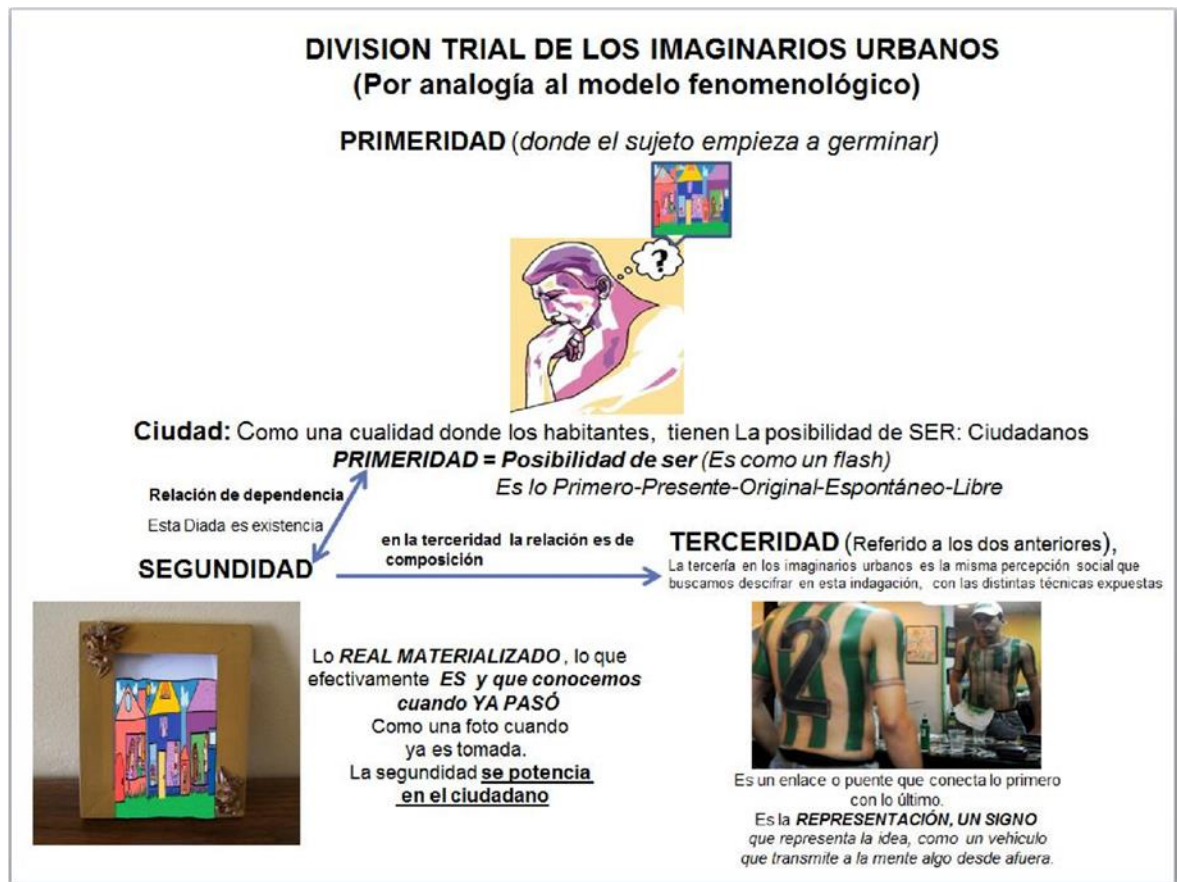 DIVISION TRIAL DE LOS IMAGINARIOS URBANOS
(Por analogía al modelo fenomenológico)
PRIMERIDAD (donde el sujeto empieza a germinar)
?
Ciudad: Como una cualidad donde los habitantes, tienen La posibilidad de SER: Ciudadanos
PRIMERIDAD = Posibilidad de ser (Es como un flash)
Es lo Primero-Presente-Original-Espontáneo-Libre
Relación de dependencia
Esta Diada es existencia
SEGUNDIDAD
en la terceridad la relación es de
composición
TERCERIDAD (Referido a los dos anteriores),
La tercería en los imaginarios urbanos es la misma percepción social que
buscamos descifrar en esta indagación, con las distintas técnicas expuestas
Lo REAL MATERIALIZADO, lo que
efectivamente ES y que conocemos
cuando YA PASÓ
Como una foto cuando
ya es tomada.
La segundidad se potencia
en el ciudadano
2
Es un enlace o puente que conecta lo primero
con lo último.
Es la REPRESENTACIÓN, UN SIGNO
que representa la idea, como un vehículo
que transmite a la mente algo desde afuera.